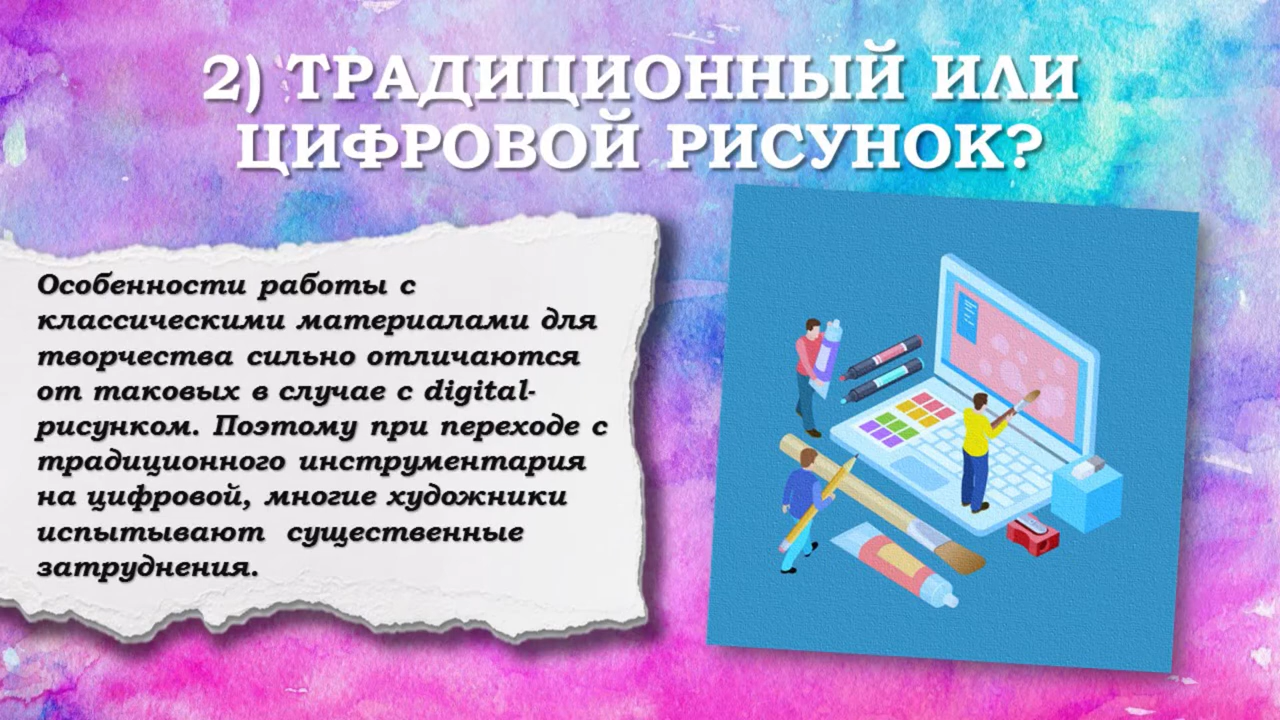 2) ТРАДИЦИОННЫЙ ИЛИ
ЦИФРОВОЙ РИСУНОК?
Особенности работы с
классическими материалами для
творчества сильно отличаются
от таковых в случае с digital-
рисунком. Поэтому при переходе с
традиционного инструментария
на цифровой, многие художники
испытывают  существенные
затруднения.